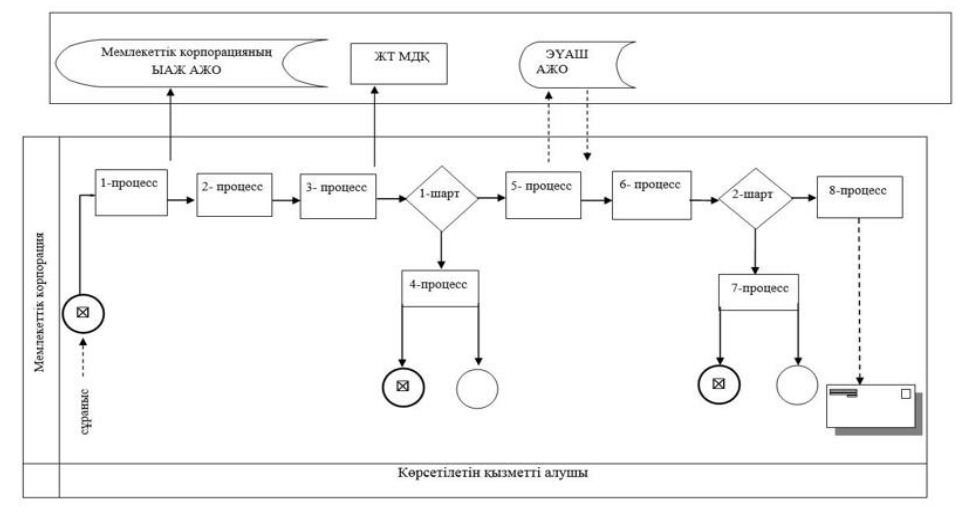 Мемлекеттік корпорацияның
ЫАЖ АЖО
ЖТ МДҚ
ЭҮАШ
АЖО
1-процесс
2- процесс
3- процесс
1-шарт
5- процесс
6- процесс
2-шарт
8-процесс
4-процесс
7-процесс
Мемлекеттік корпорация
сұраныс
Көрсетілетін қызметті алушы